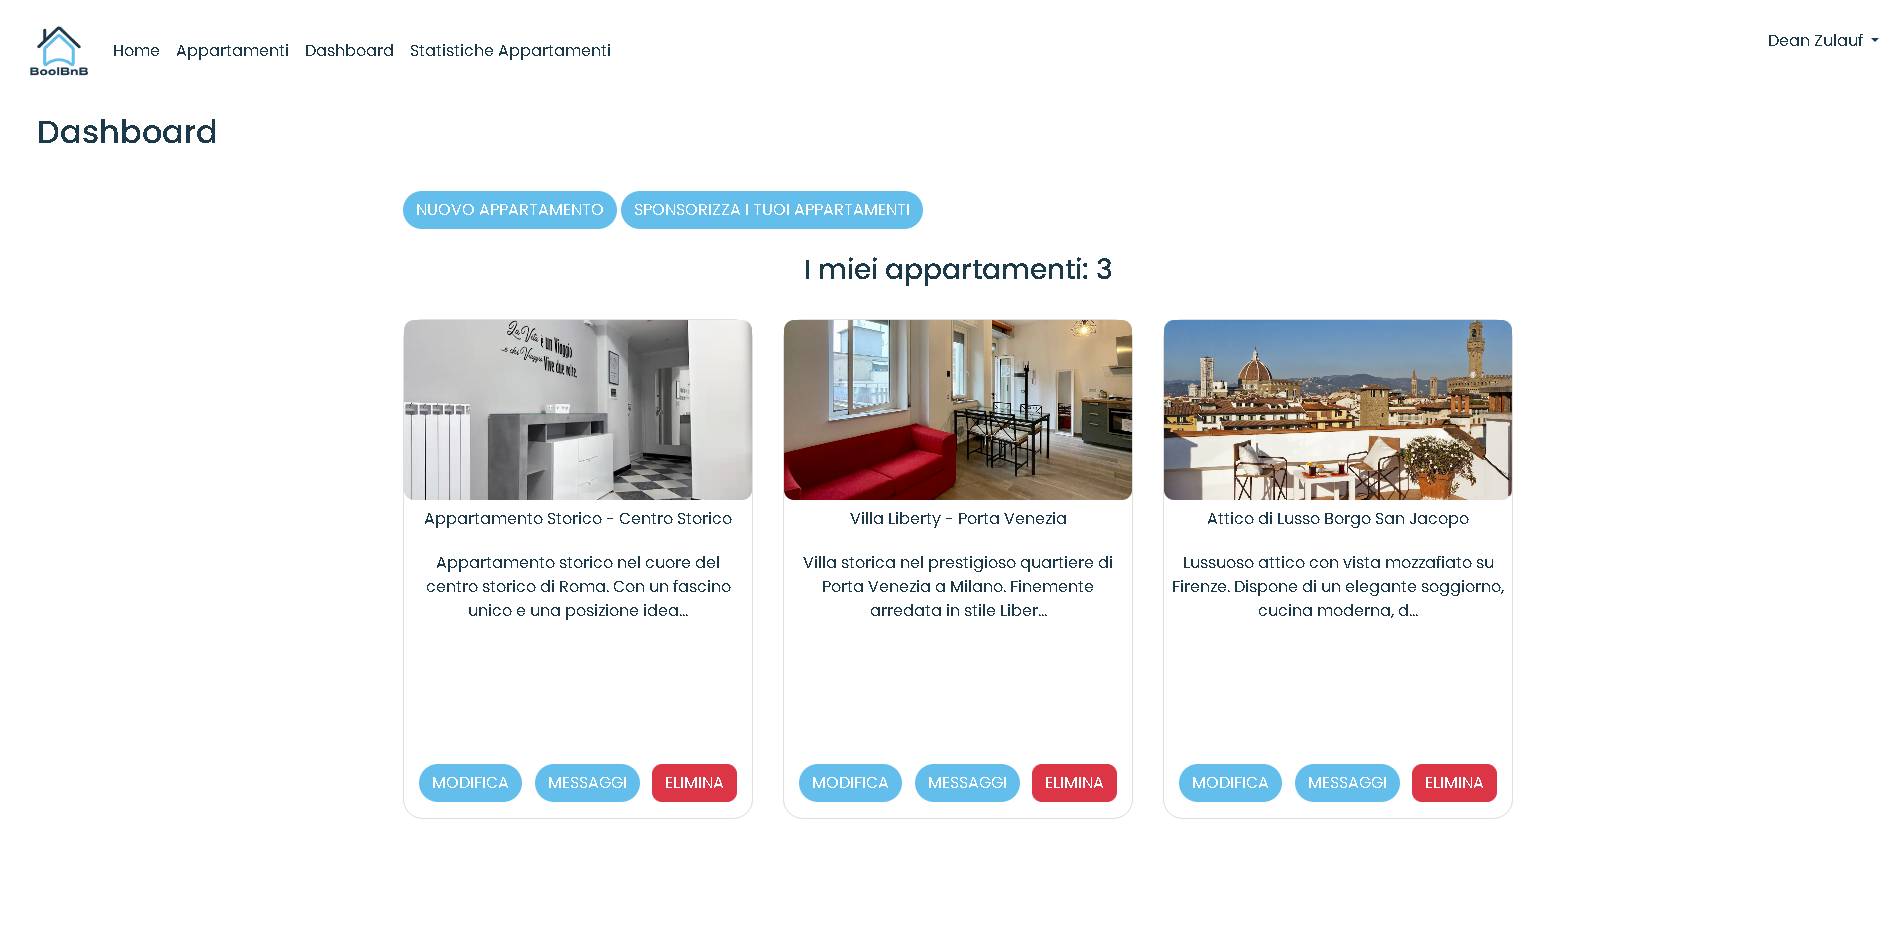 BoolBnB
Home Appartamenti Dashboard Statistiche Appartamenti
Dean Zulauf
Dashboard
NUOVO APPARTAMENTO SPONSORIZZA I TUOI APPARTAMENTI
I miei appartamenti: 3
La Vita è un Viaggio
e chi Viaggia Vive due volte.
Appartamento Storico - Centro Storico
Appartamento storico nel cuore del
centro storico di Roma. Con un fascino
unico e una posizione idea...
MODIFICA MESSAGGI ELIMINA
Villa Liberty - Porta Venezia
Villa storica nel prestigioso quartiere di
Porta Venezia a Milano. Finemente
arredata in stile Liber...
MODIFICA MESSAGGI ELIMINA
Attico di Lusso Borgo San Jacopo
Lussuoso attico con vista mozzafiato su
Firenze. Dispone di un elegante soggiorno,
cucina moderna, d...
MODIFICA MESSAGGI ELIMINA